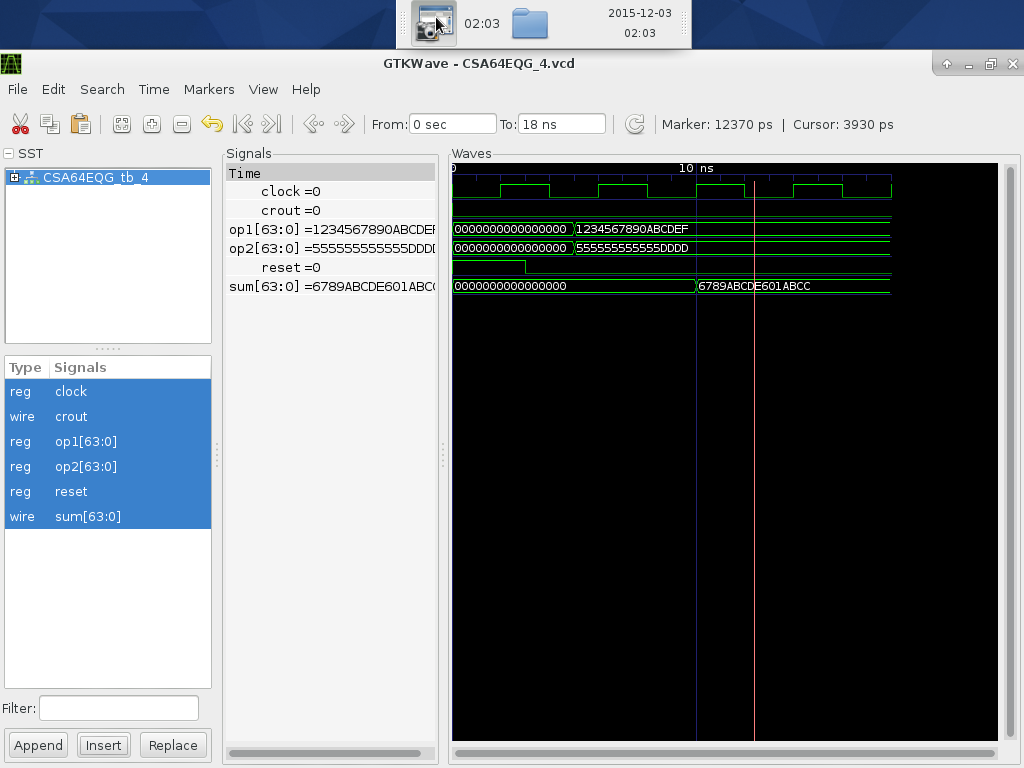 02:03
2015-12-03
02:03
GTKWave - CSA64EQG_4.vcd
File Edit Search Time Markers View Help
From: 0 sec To: 18 ns Marker: 12370 ps | Cursor: 3930 ps
SST
CSA64EQG_tb_4
Type Signals
reg clock
wire crout
reg op1[63:0]
reg op2[63:0]
reg reset
wire sum[63:0]
Filter:
Append Insert Replace
Signals
Time
clock =0
crout =0
op1[63:0] =1234567890ABCDEF
op2[63:0] =555555555555DDDD
reset =0
sum[63:0] =6789ABCDE601ABCC
Waves
0 10 ns
0000000000000000 1234567890ABCDEF
0000000000000000 555555555555DDDD
0000000000000000 6789ABCDE601ABCC